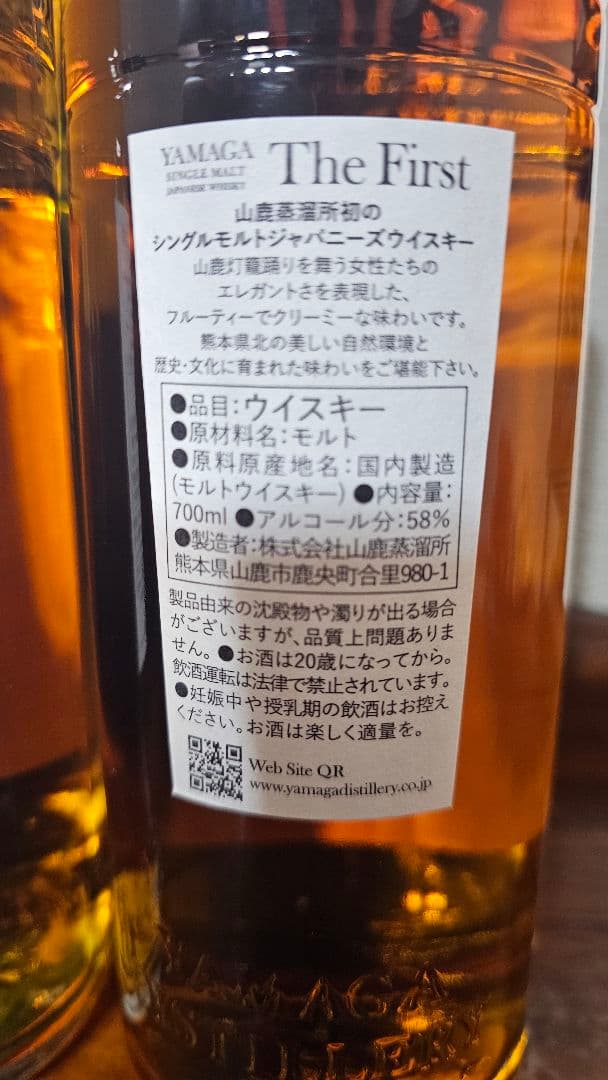 YAMAGA
SINGLE MALT
JAPANESE WHISKY
The First
山鹿蒸溜所初の
シングルモルトジャパニーズウイスキー
山鹿灯籠踊りを舞う女性たちの
エレガントさを表現した、
フルーティーでクリーミーな味わいです。
熊本県北の美しい自然環境と
歴史・文化に育まれた味わいをご堪能下さい。
●品目:ウイスキー
●原材料名:モルト
●原料原産地名:国内製造
(モルトウイスキー) ●内容量:
700ml ●アルコール分:58%
●製造者:株式会社山鹿蒸溜所
熊本県山鹿市鹿央町合里980-1
製品由来の沈殿物や濁りが出る場合
がございますが、品質上問題ありま
せん。●お酒は20歳になってから。
飲酒運転は法律で禁止されています。
●妊娠中や授乳期の飲酒はお控え
ください。お酒は楽しく適量を。
Web Site QR
www.yamagadistillery.co.jp
YAMAGA
DISTILLERY